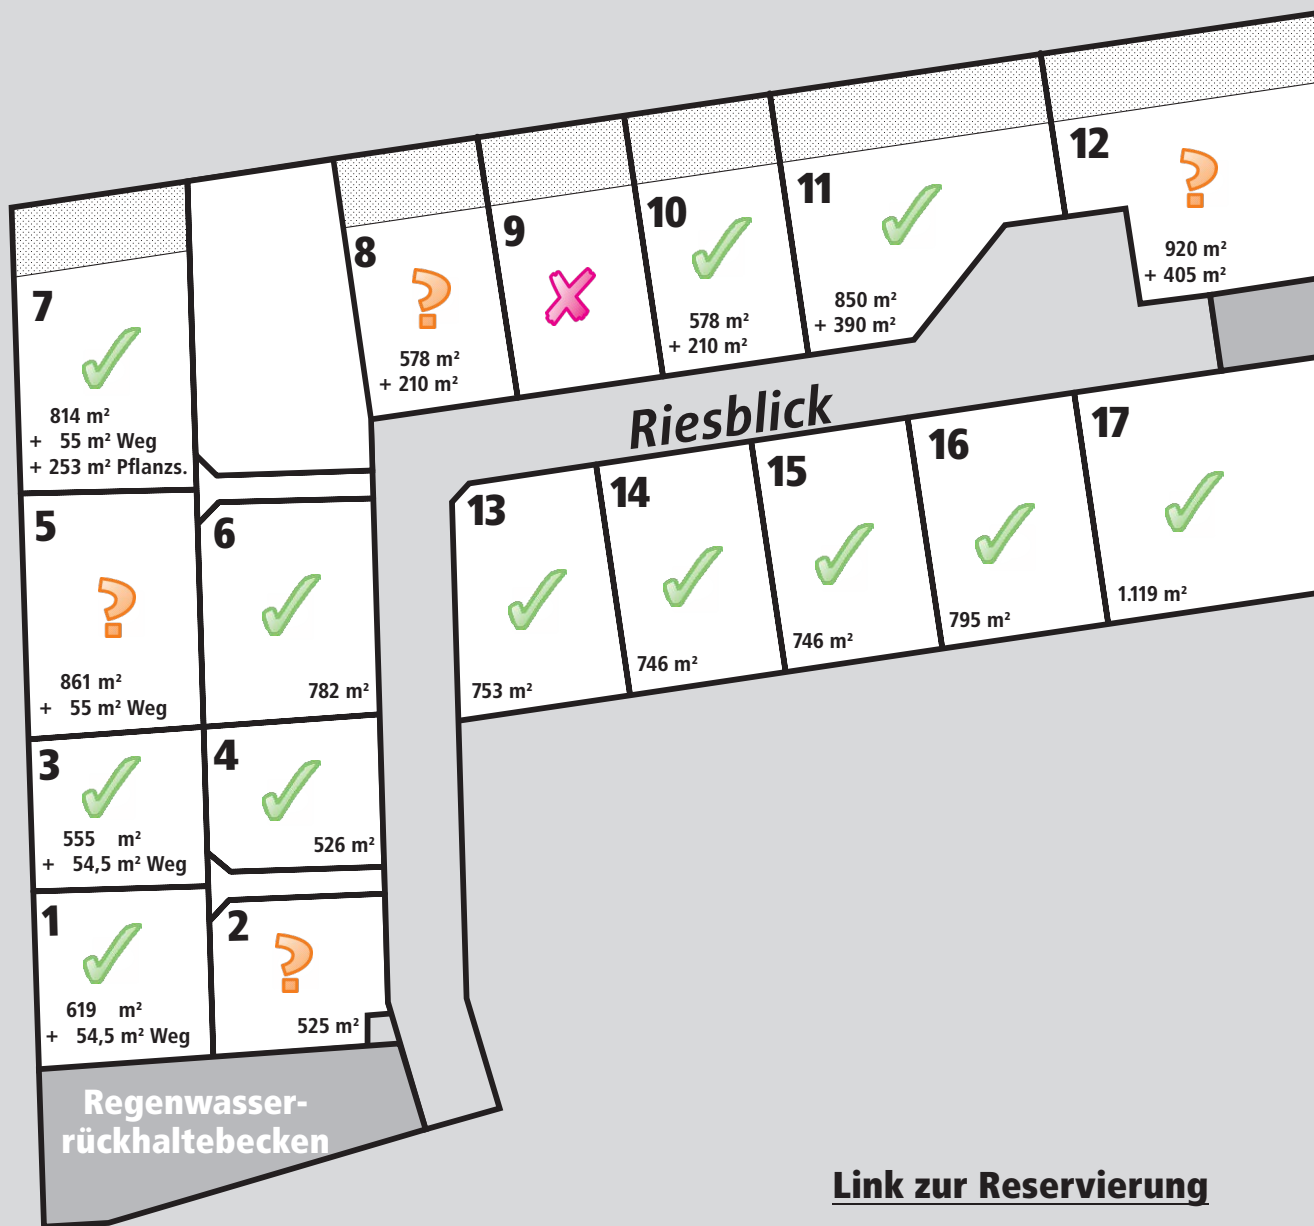 12
920 m²
+ 405 m²
11
850 m²
+ 390 m²
10
578 m²
+ 210 m²
9
8
578 m²
+ 210 m²
7
814 m²
+ 55 m² Weg
+ 253 m² Pflanzs.
Riesblick
5
861 m²
+ 55 m² Weg
6
782 m²
13
753 m²
14
746 m²
15
746 m²
16
795 m²
17
1.119 m²
3
555 m²
+ 54,5 m² Weg
4
526 m²
1
619 m²
+ 54,5 m² Weg
2
525 m²
Regenwasser-
rückhaltebecken
Link zur Reservierung